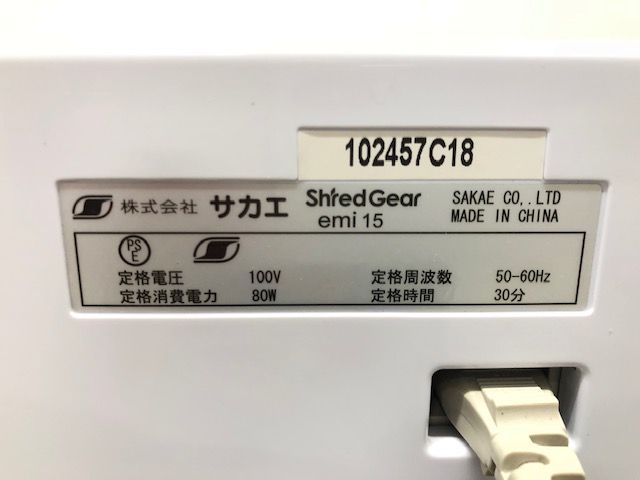 102457C18
株式会社 サカエ Shred Gear SAKAE CO,.LTD
emi 15 MADE IN CHINA
PS
E
定格電圧 100V 定格周波数 50-60Hz
定格消費電力 80W 定格時間 30分